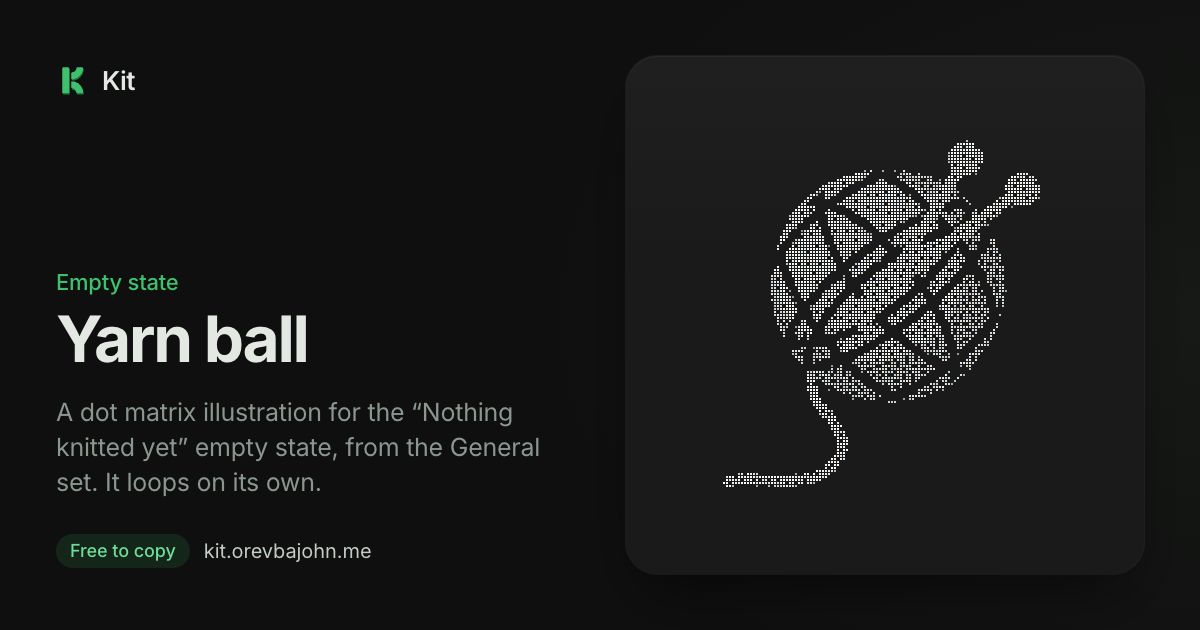 Kit
Empty state
Yarn ball
A dot matrix illustration for the “Nothing
knitted yet” empty state, from the General
set. It loops on its own.
Free to copy
kit.orevbajohn.me